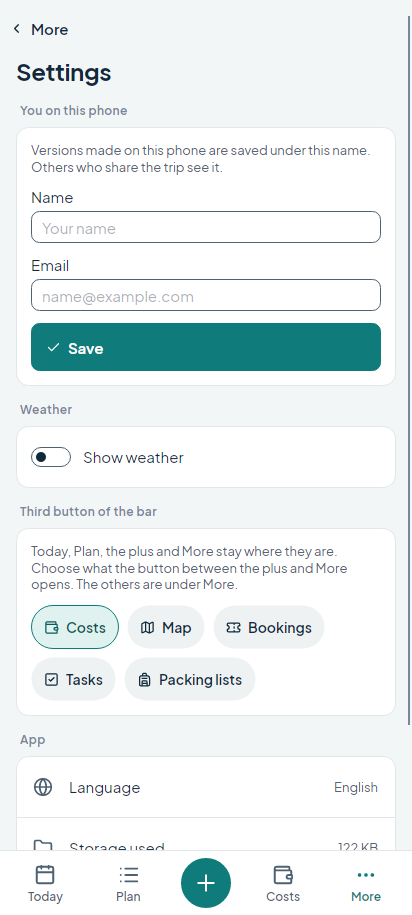 More
Settings
You on this phone
Versions made on this phone are saved under this name.
Others who share the trip see it.
Name
Your name
Email
name@example.com
Save
Weather
Show weather
Third button of the bar
Today, Plan, the plus and More stay where they are.
Choose what the button between the plus and More
opens. The others are under More.
Costs
Map
Bookings
Tasks
Packing lists
App
Language
English
Storage used
122 KB
Today
Plan
Costs
More